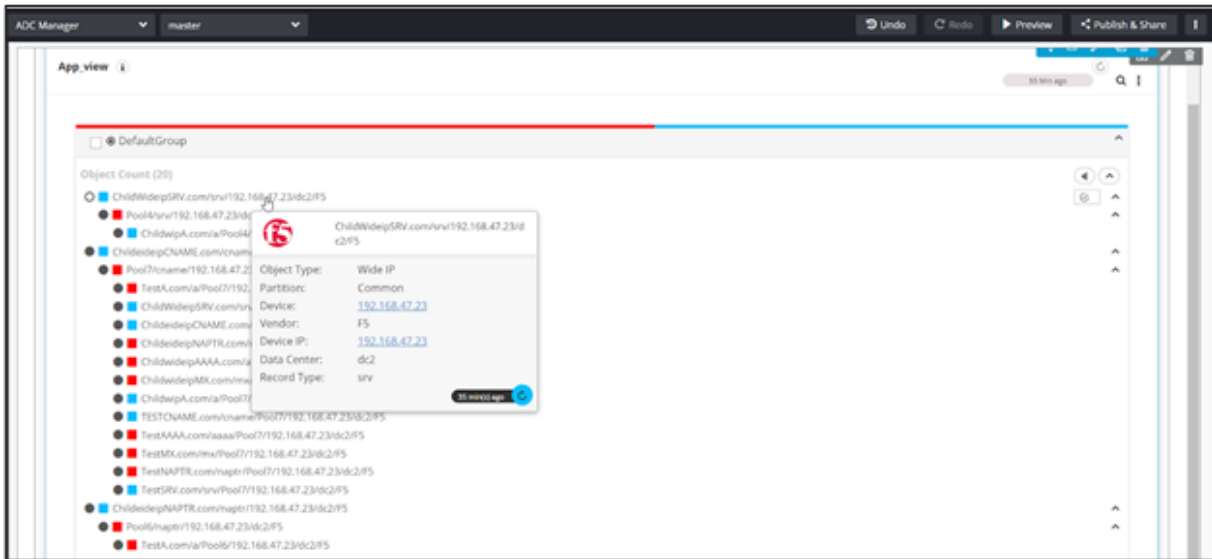 ADC Manager master Undo Redo Preview Publish & Share
App_view i
55 Min ago
DefaultGroup
Object Count (20)
ChildWideipSRV.com/srv/192.168.47.23/dc2/F5
Pool4/srv/192.168.47.23/dc
ChildwipA.com/a/Pool4/
ChildeideipCNAME.com/cnam
Pool7/cname/192.168.47.2
TestA.com/a/Pool7/192.
ChildWideipSRV.com/srv
ChildeideipCNAME.com
ChildeidelpNAPTR.com/
ChildwideipAAAA.com/a
ChildwideipMX.com/mx
ChildwipA.com/a/Pool7/
TESTCNAME.com/cname/Pool7/192.168.47.23/dc2/F5
TestAAAA.com/aaaa/Pool7/192.168.47.23/dc2/F5
TestMX.com/mx/Pool7/192.168.47.23/dc2/F5
TestNAPTR.com/naptr/Pool7/192.168.47.23/dc2/F5
TestSRV.com/srv/Pool7/192.168.47.23/dc2/F5
ChildeideipNAPTR.com/naptr/192.168.47.23/dc2/F5
Pool6/naptr/192.168.47.23/dc2/F5
TestA.com/a/Pool6/192.168.47.23/dc2/F5
f5
ChildWideipSRV.com/srv/192.168.47.23/d
c2/F5
Object Type: Wide IP
Partition: Common
Device: 192.168.47.23
Vendor: F5
Device IP: 192.168.47.23
Data Center: dc2
Record Type: srv
35 min(s) ago